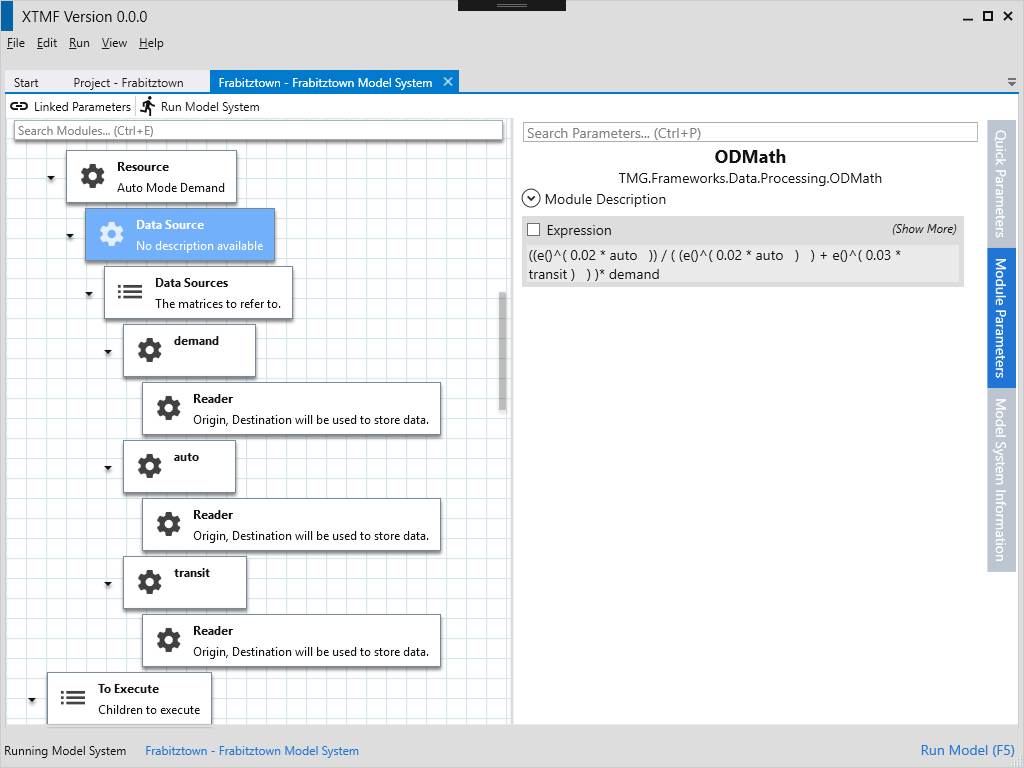 XTMF Version 0.0.0
File Edit Run View Help
Start Project - Frabitztown Frabitztown - Frabitztown Model System
Linked Parameters Run Model System
Search Modules... (Ctrl+E)
Resource
Auto Mode Demand
Data Source
No description available
Data Sources
The matrices to refer to.
demand
Reader
Origin, Destination will be used to store data.
auto
Reader
Origin, Destination will be used to store data.
transit
Reader
Origin, Destination will be used to store data.
To Execute
Children to execute
Search Parameters... (Ctrl+P)
ODMath
TMG.Frameworks.Data.Processing.ODMath
Module Description
Expression (Show More)
((e()^( 0.02 * auto   )) / ( (e()^( 0.02 * auto   )   ) + e()^( 0.03 *
transit )   ) )* demand
Quick Parameters
Module Parameters
Model System Information
Running Model System Frabitztown - Frabitztown Model System Run Model (F5)